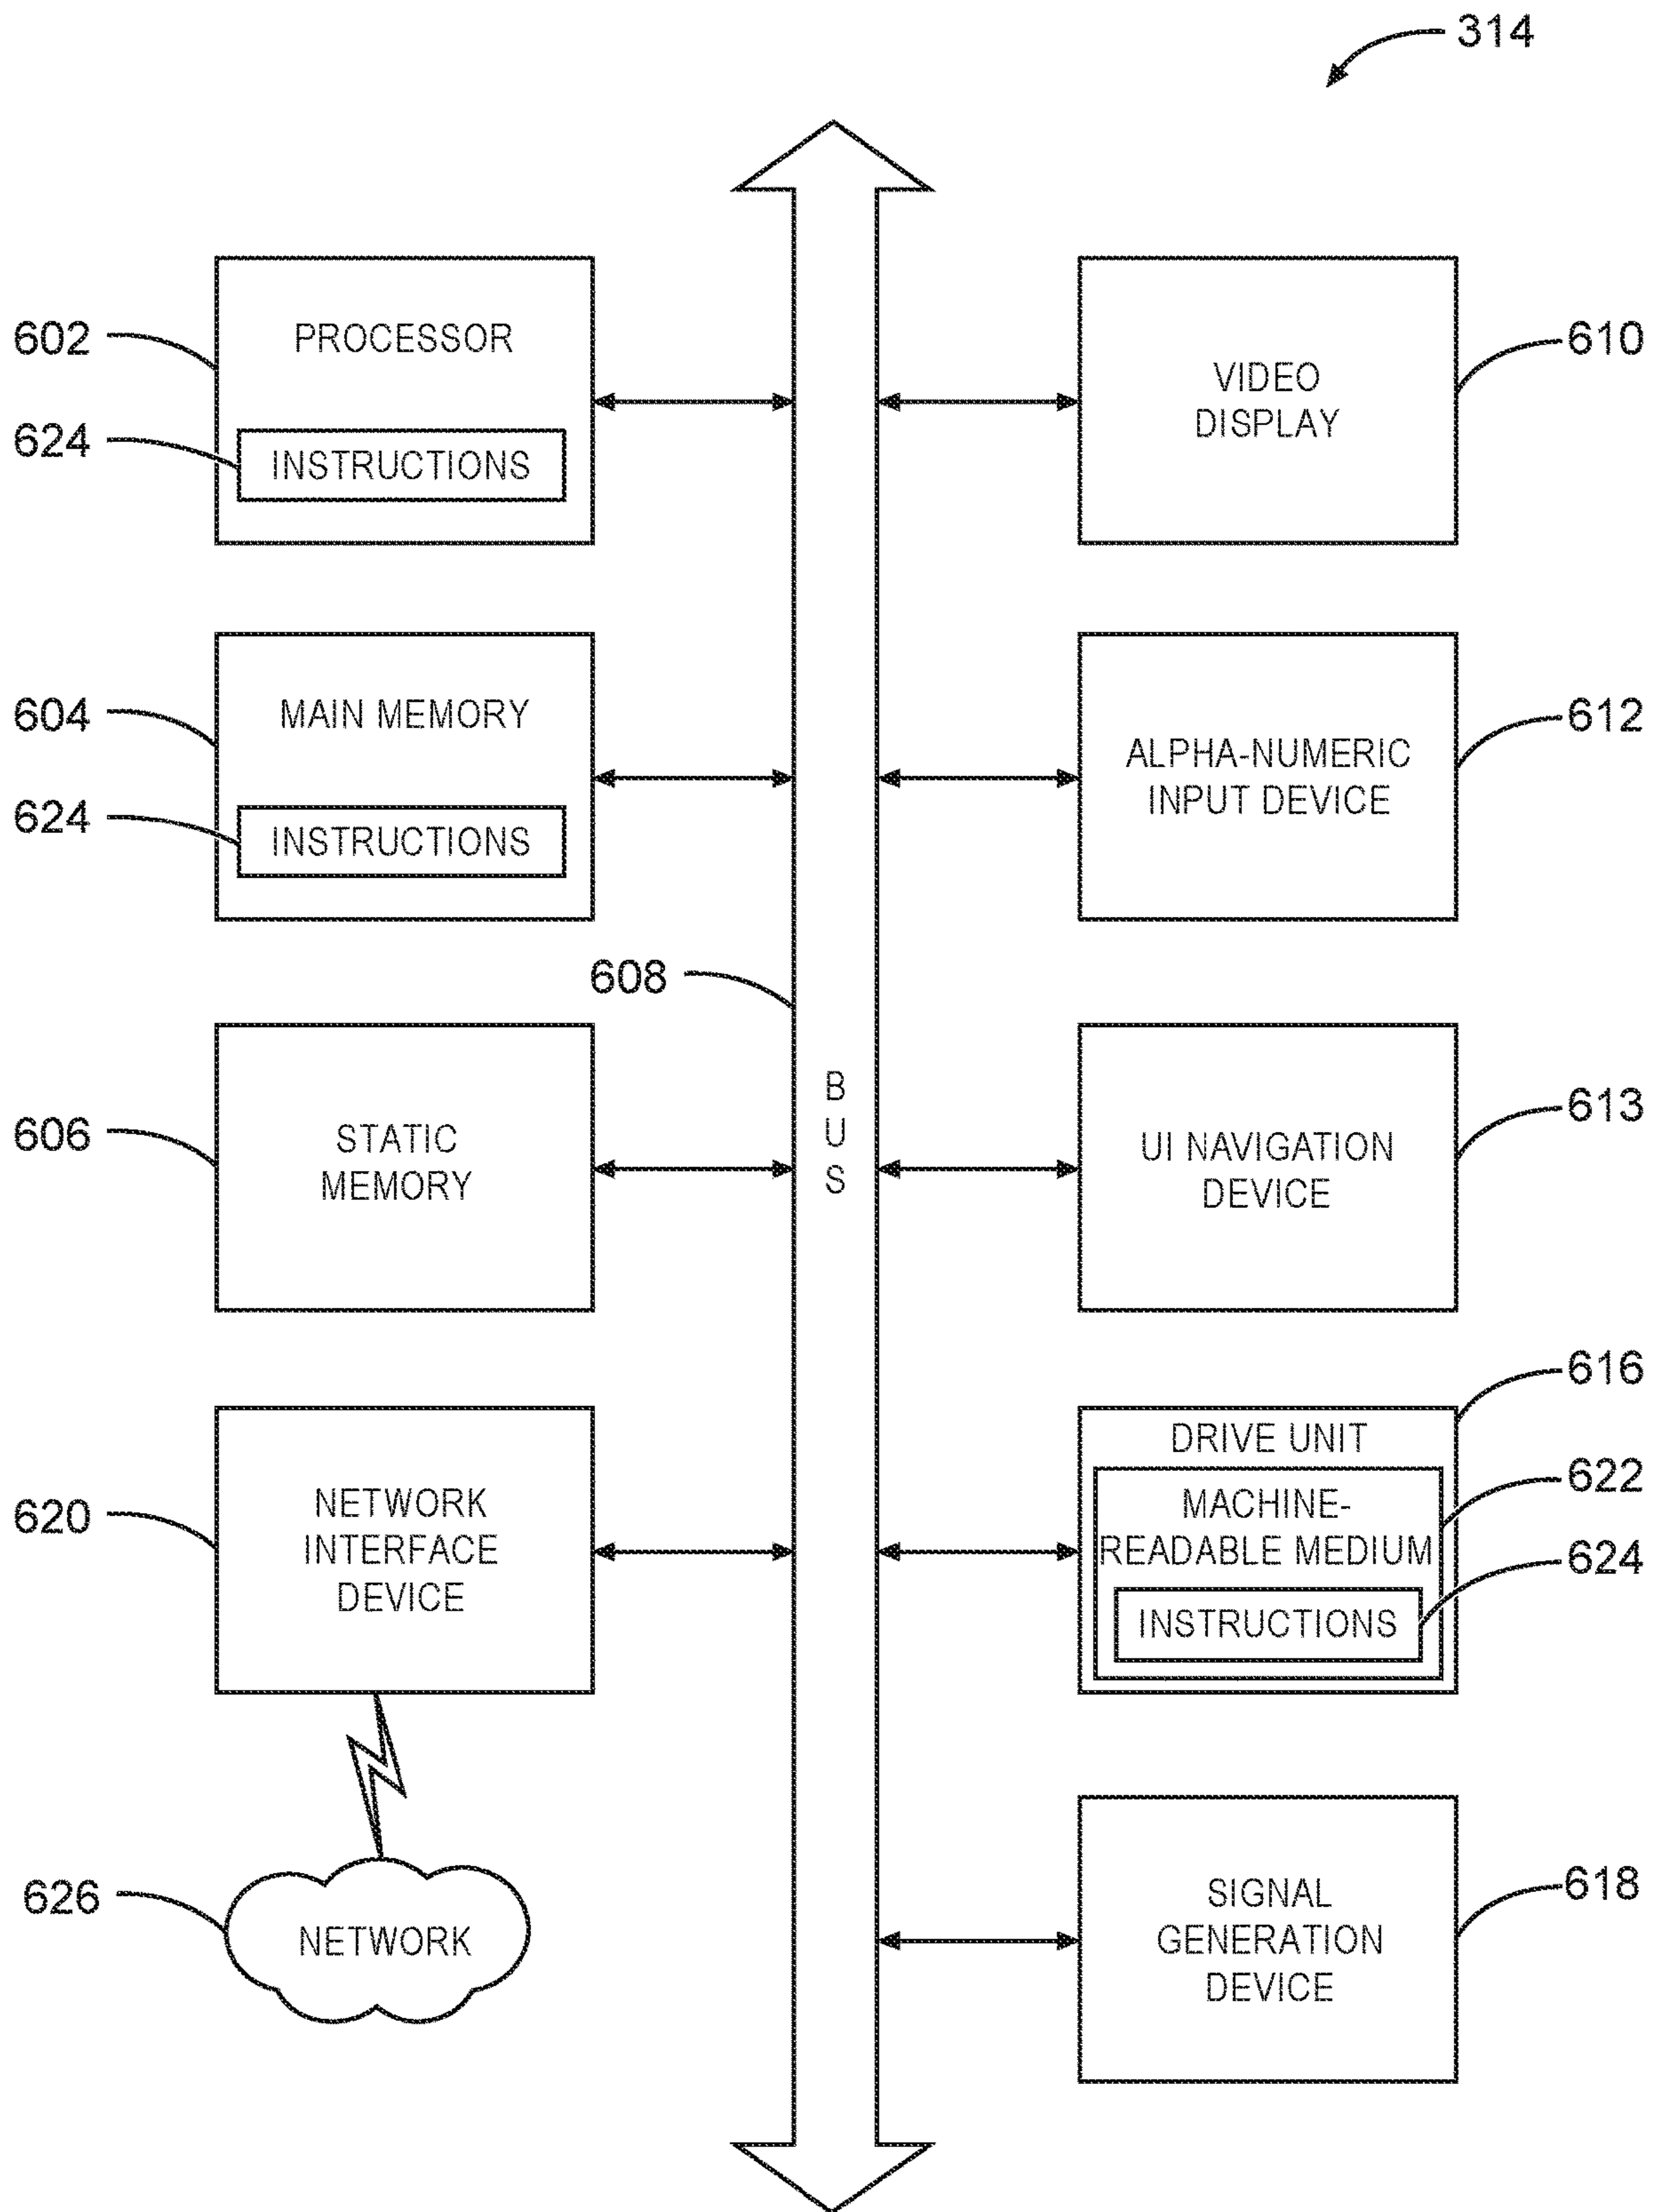 314
602
PROCESSOR
624
INSTRUCTIONS
610
VIDEO
DISPLAY
604
MAIN MEMORY
624
INSTRUCTIONS
612
ALPHA-NUMERIC
INPUT DEVICE
608
B
U
S
606
STATIC
MEMORY
613
UI NAVIGATION
DEVICE
620
NETWORK
INTERFACE
DEVICE
616
DRIVE UNIT
622
MACHINE-
READABLE MEDIUM
624
INSTRUCTIONS
626
NETWORK
618
SIGNAL
GENERATION
DEVICE